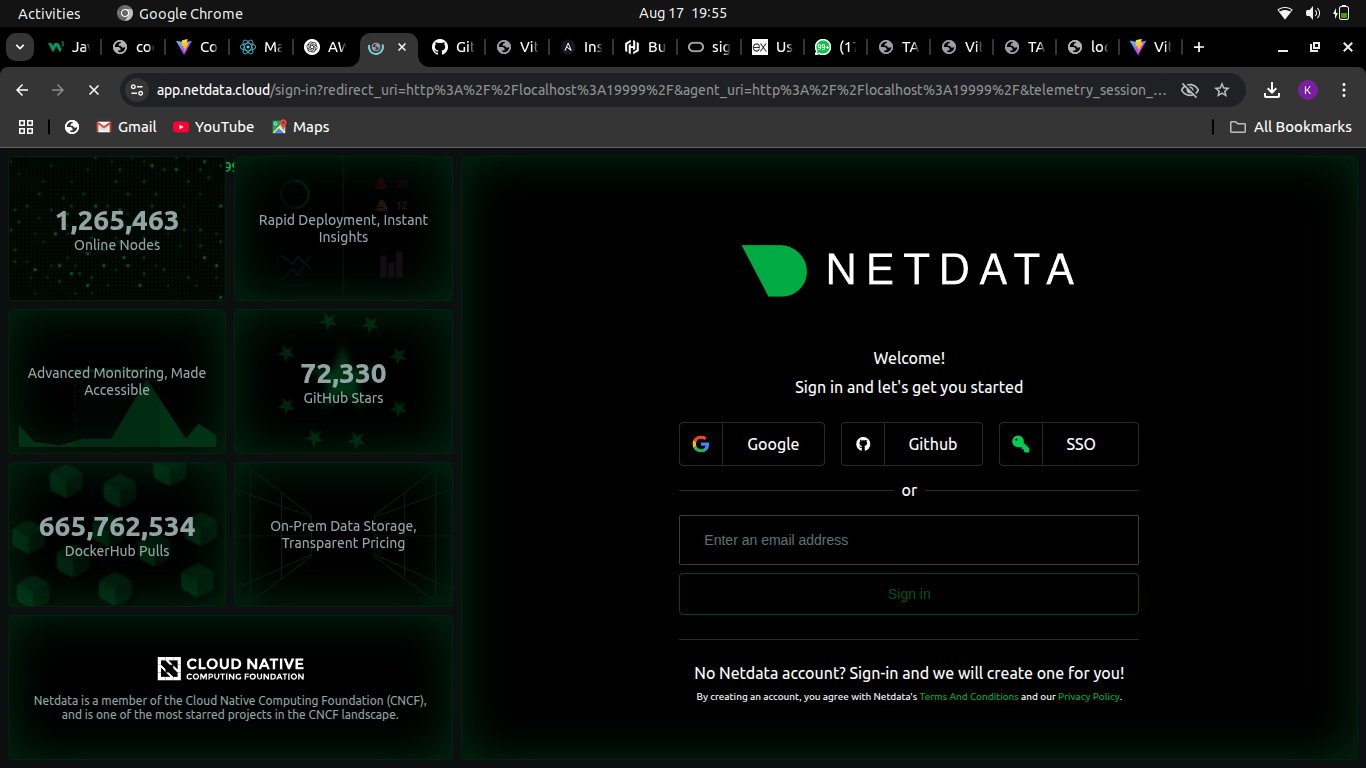 Activities
Google Chrome
Aug 17 19:55
Ja
co
Co
Ma
AV
Gi
Vi
In
Bu
sig
Us
99+
(1
TA
Vi
TA
lo
Vi
app.netdata.cloud/sign-in?redirect_uri=http%3A%2F%2Flocalhost%3A19999%2F&agent_uri=http%3A%2F%2Flocalhost%3A19999%2F&telemetry_session_...
K
Gmail
YouTube
Maps
All Bookmarks
1,265,463
Online Nodes
28
12
Rapid Deployment, Instant
Insights
Advanced Monitoring, Made
Accessible
72,330
GitHub Stars
665,762,534
DockerHub Pulls
On-Prem Data Storage,
Transparent Pricing
CLOUD NATIVE
COMPUTING FOUNDATION
Netdata is a member of the Cloud Native Computing Foundation (CNCF),
and is one of the most starred projects in the CNCF landscape.
NETDATA
Welcome!
Sign in and let's get you started
Google
Github
SSO
or
Enter an email address
Sign in
No Netdata account? Sign-in and we will create one for you!
By creating an account, you agree with Netdata's Terms And Conditions and our Privacy Policy.